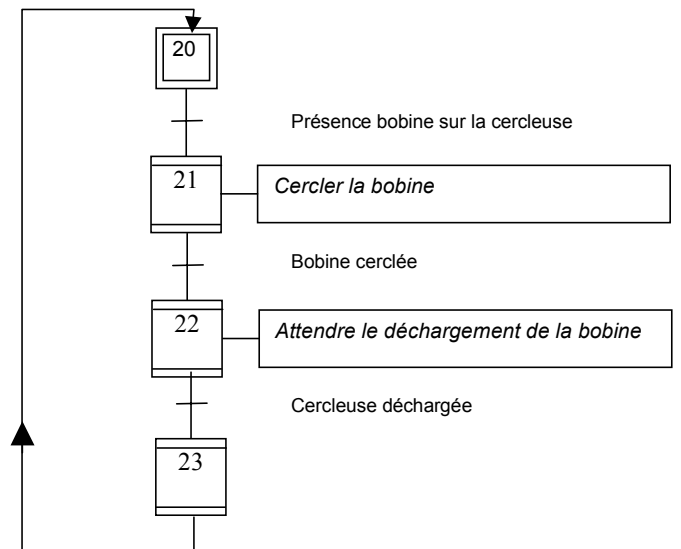 20
Présence bobine sur la cercleuse
21
Cercler la bobine
Bobine cerclée
22
Attendre le déchargement de la bobine
Cercleuse déchargée
23